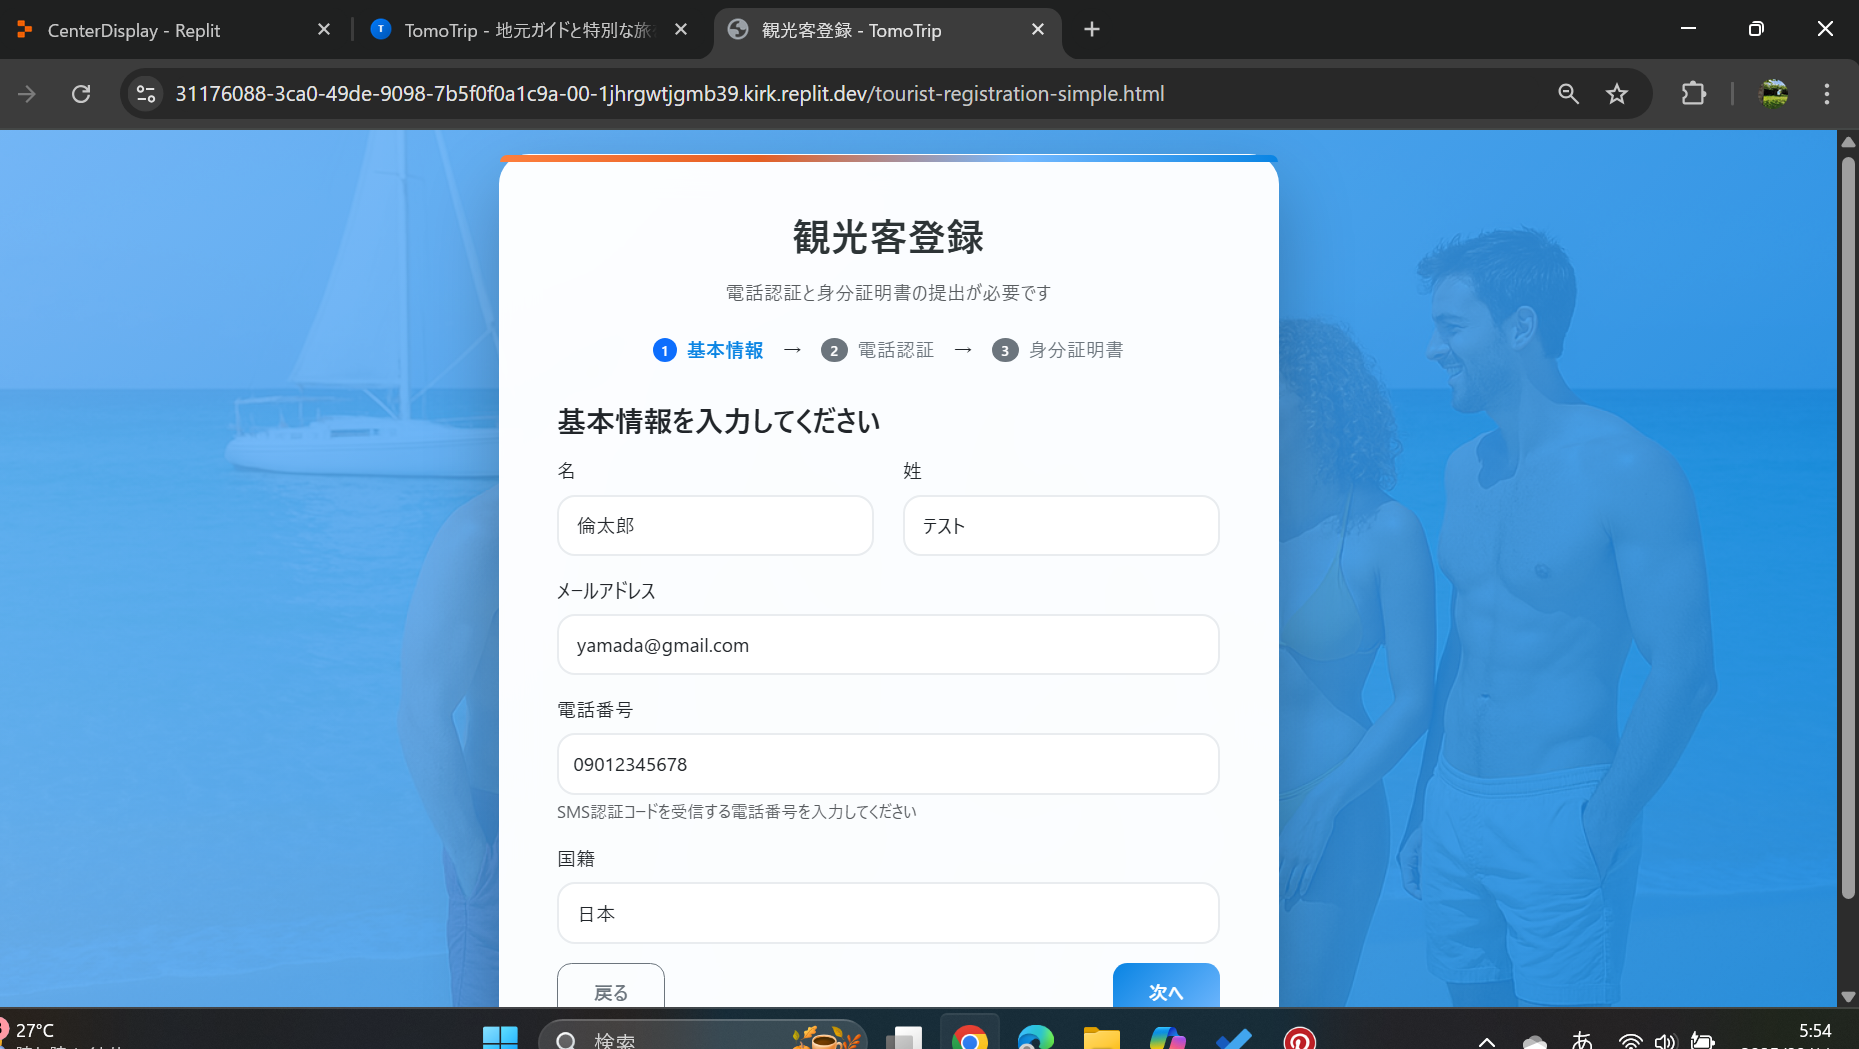 CenterDisplay - Replit
TomoTrip - 地元ガイドと特別な旅
観光客登録 - TomoTrip
31176088-3ca0-49de-9098-7b5f0f0a1c9a-00-1jhrgwtjgmb39.kirk.replit.dev/tourist-registration-simple.html
観光客登録
電話認証と身分証明書の提出が必要です
1 基本情報 → 2 電話認証 → 3 身分証明書
基本情報を入力してください
名 姓
倫太郎 テスト
メールアドレス
yamada@gmail.com
電話番号
09012345678
SMS認証コードを受信する電話番号を入力してください
国籍
日本
戻る 次へ
27°C
検索
あ
5:54